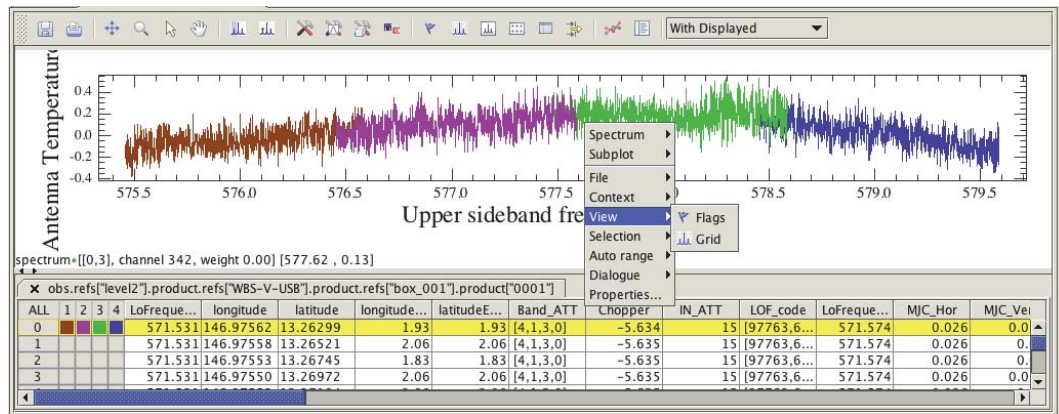 With Displayed
Antenna Temperature
0.4
0.2
0.0
-0.2
-0.4
575.5 576.0 576.5 577.0 577.5 578.5 579.0 579.5
Upper sideband fre
Spectrum
Subplot
File
Context
View
Selection
Auto range
Dialogue
Properties...
Flags
Grid
spectrum [[0,3], channel 342, weight 0.00] [577.62 , 0.13]
obs.refs["level2"].product.refs["WBS-V-USB"].product.refs["box_001"].product["0001"]
ALL 1 2 3 4 LoFreque... longitude latitude longitude... latitudeE... Band_ATT Chopper IN_ATT LOF_code LoFreque... MJC_Hor MJC_Ver
0 571.531 146.97562 13.26299 1.93 1.93 [4,1,3,0] -5.634 15 [97763,6... 571.574 0.026 0.0
1 571.531 146.97558 13.26521 2.06 2.06 [4,1,3,0] -5.635 15 [97763,6... 571.574 0.026 0.
2 571.531 146.97553 13.26745 1.83 1.83 [4,1,3,0] -5.635 15 [97763,6... 571.574 0.026 0.
3 571.531 146.97550 13.26972 2.06 2.06 [4,1,3,0] -5.635 15 [97763,6... 571.574 0.026 0.0